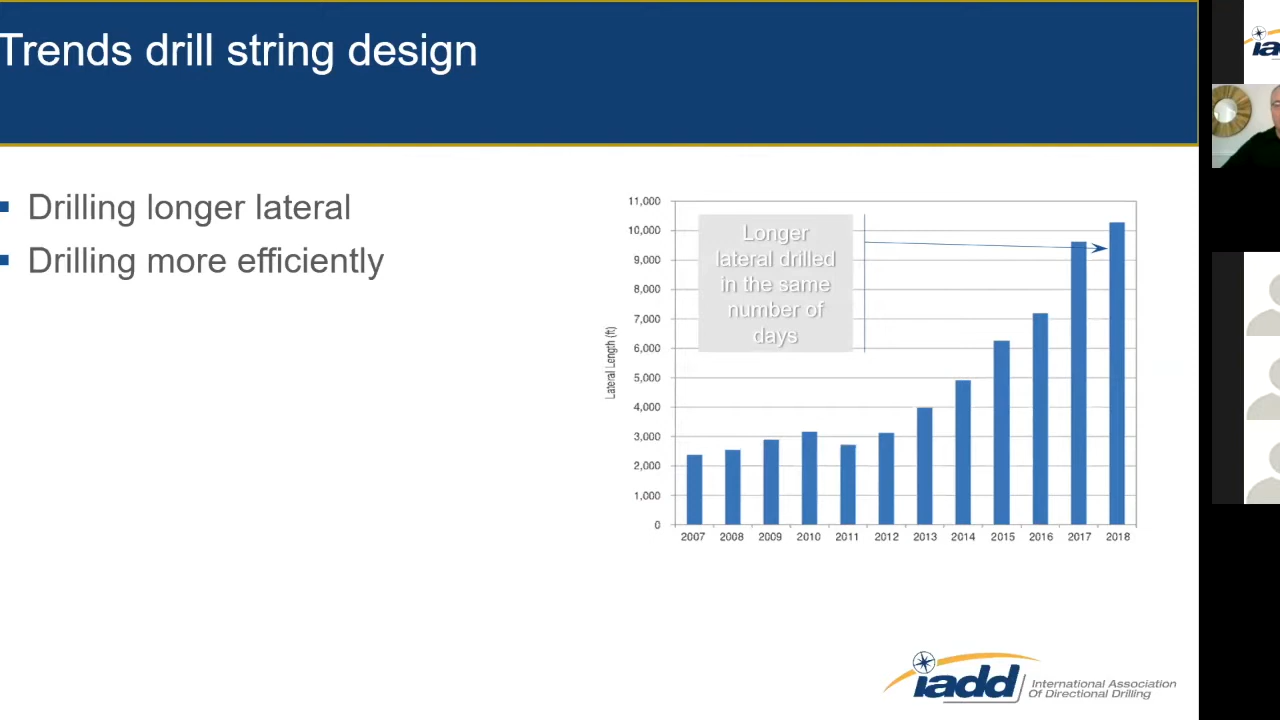 Trends drill string design
Drilling longer lateral
Drilling more efficiently
11,000
10,000
9,000
8,000
7,000
6,000
5,000
4,000
3,000
2,000
1,000
0
Lateral Length (ft)
Longer
lateral drilled
in the same
number of
days
2007 2008 2009 2010 2011 2012 2013 2014 2015 2016 2017 2018
iadd
International Association
Of Directional Drilling